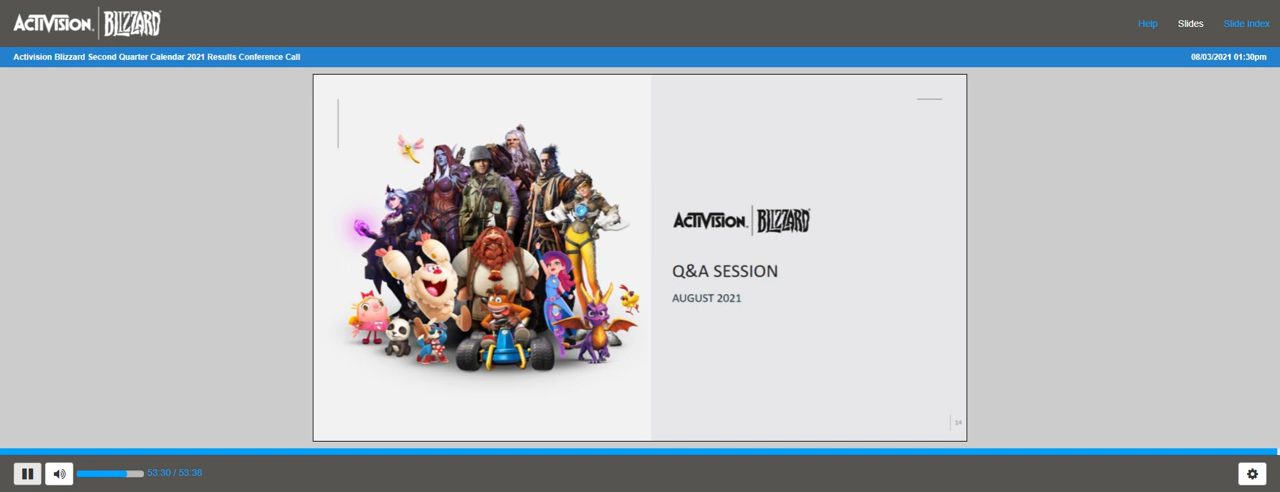 ACTIVISION. | BLIZZARD
Help Slides Slide index
Activision Blizzard Second Quarter Calendar 2021 Results Conference Call 08/03/2021 01:30pm
ACTIVISION. | BLIZZARD
Q&A SESSION
AUGUST 2021
14
53:30 / 53:38